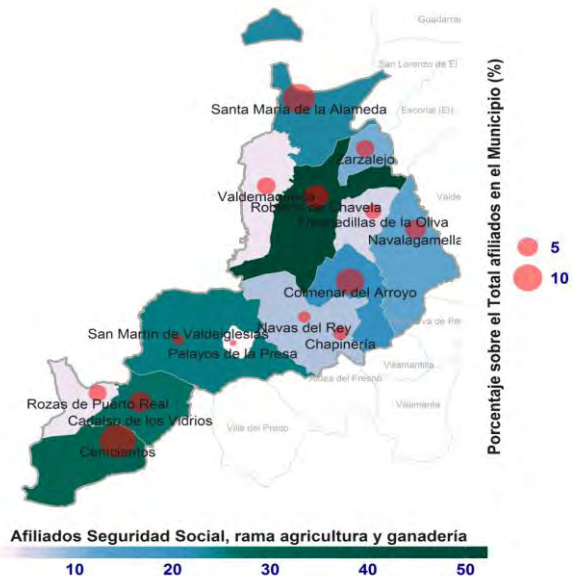 Guadarra
San Lorenzo de El
Santa María de la Alameda
Escorial (El)
Zarzalejo
Robledo de Chavela
Fresnedillas de la Oliva
Navalagamella
Colmenar del Arroyo
Navas del Rey
San Martín de Valdeiglesias
Chapinería
Pelayos de la Presa
Villamantilla
Aldea del Fresno
Rozas de Puerto Real
Villamanta
Cadalso de los Vidrios
Villa del Prado
Cenicientos
Porcentaje sobre el Total afiliados en el Municipio (%)
5
10
Afiliados Seguridad Social, rama agricultura y ganadería
10 20 30 40 50